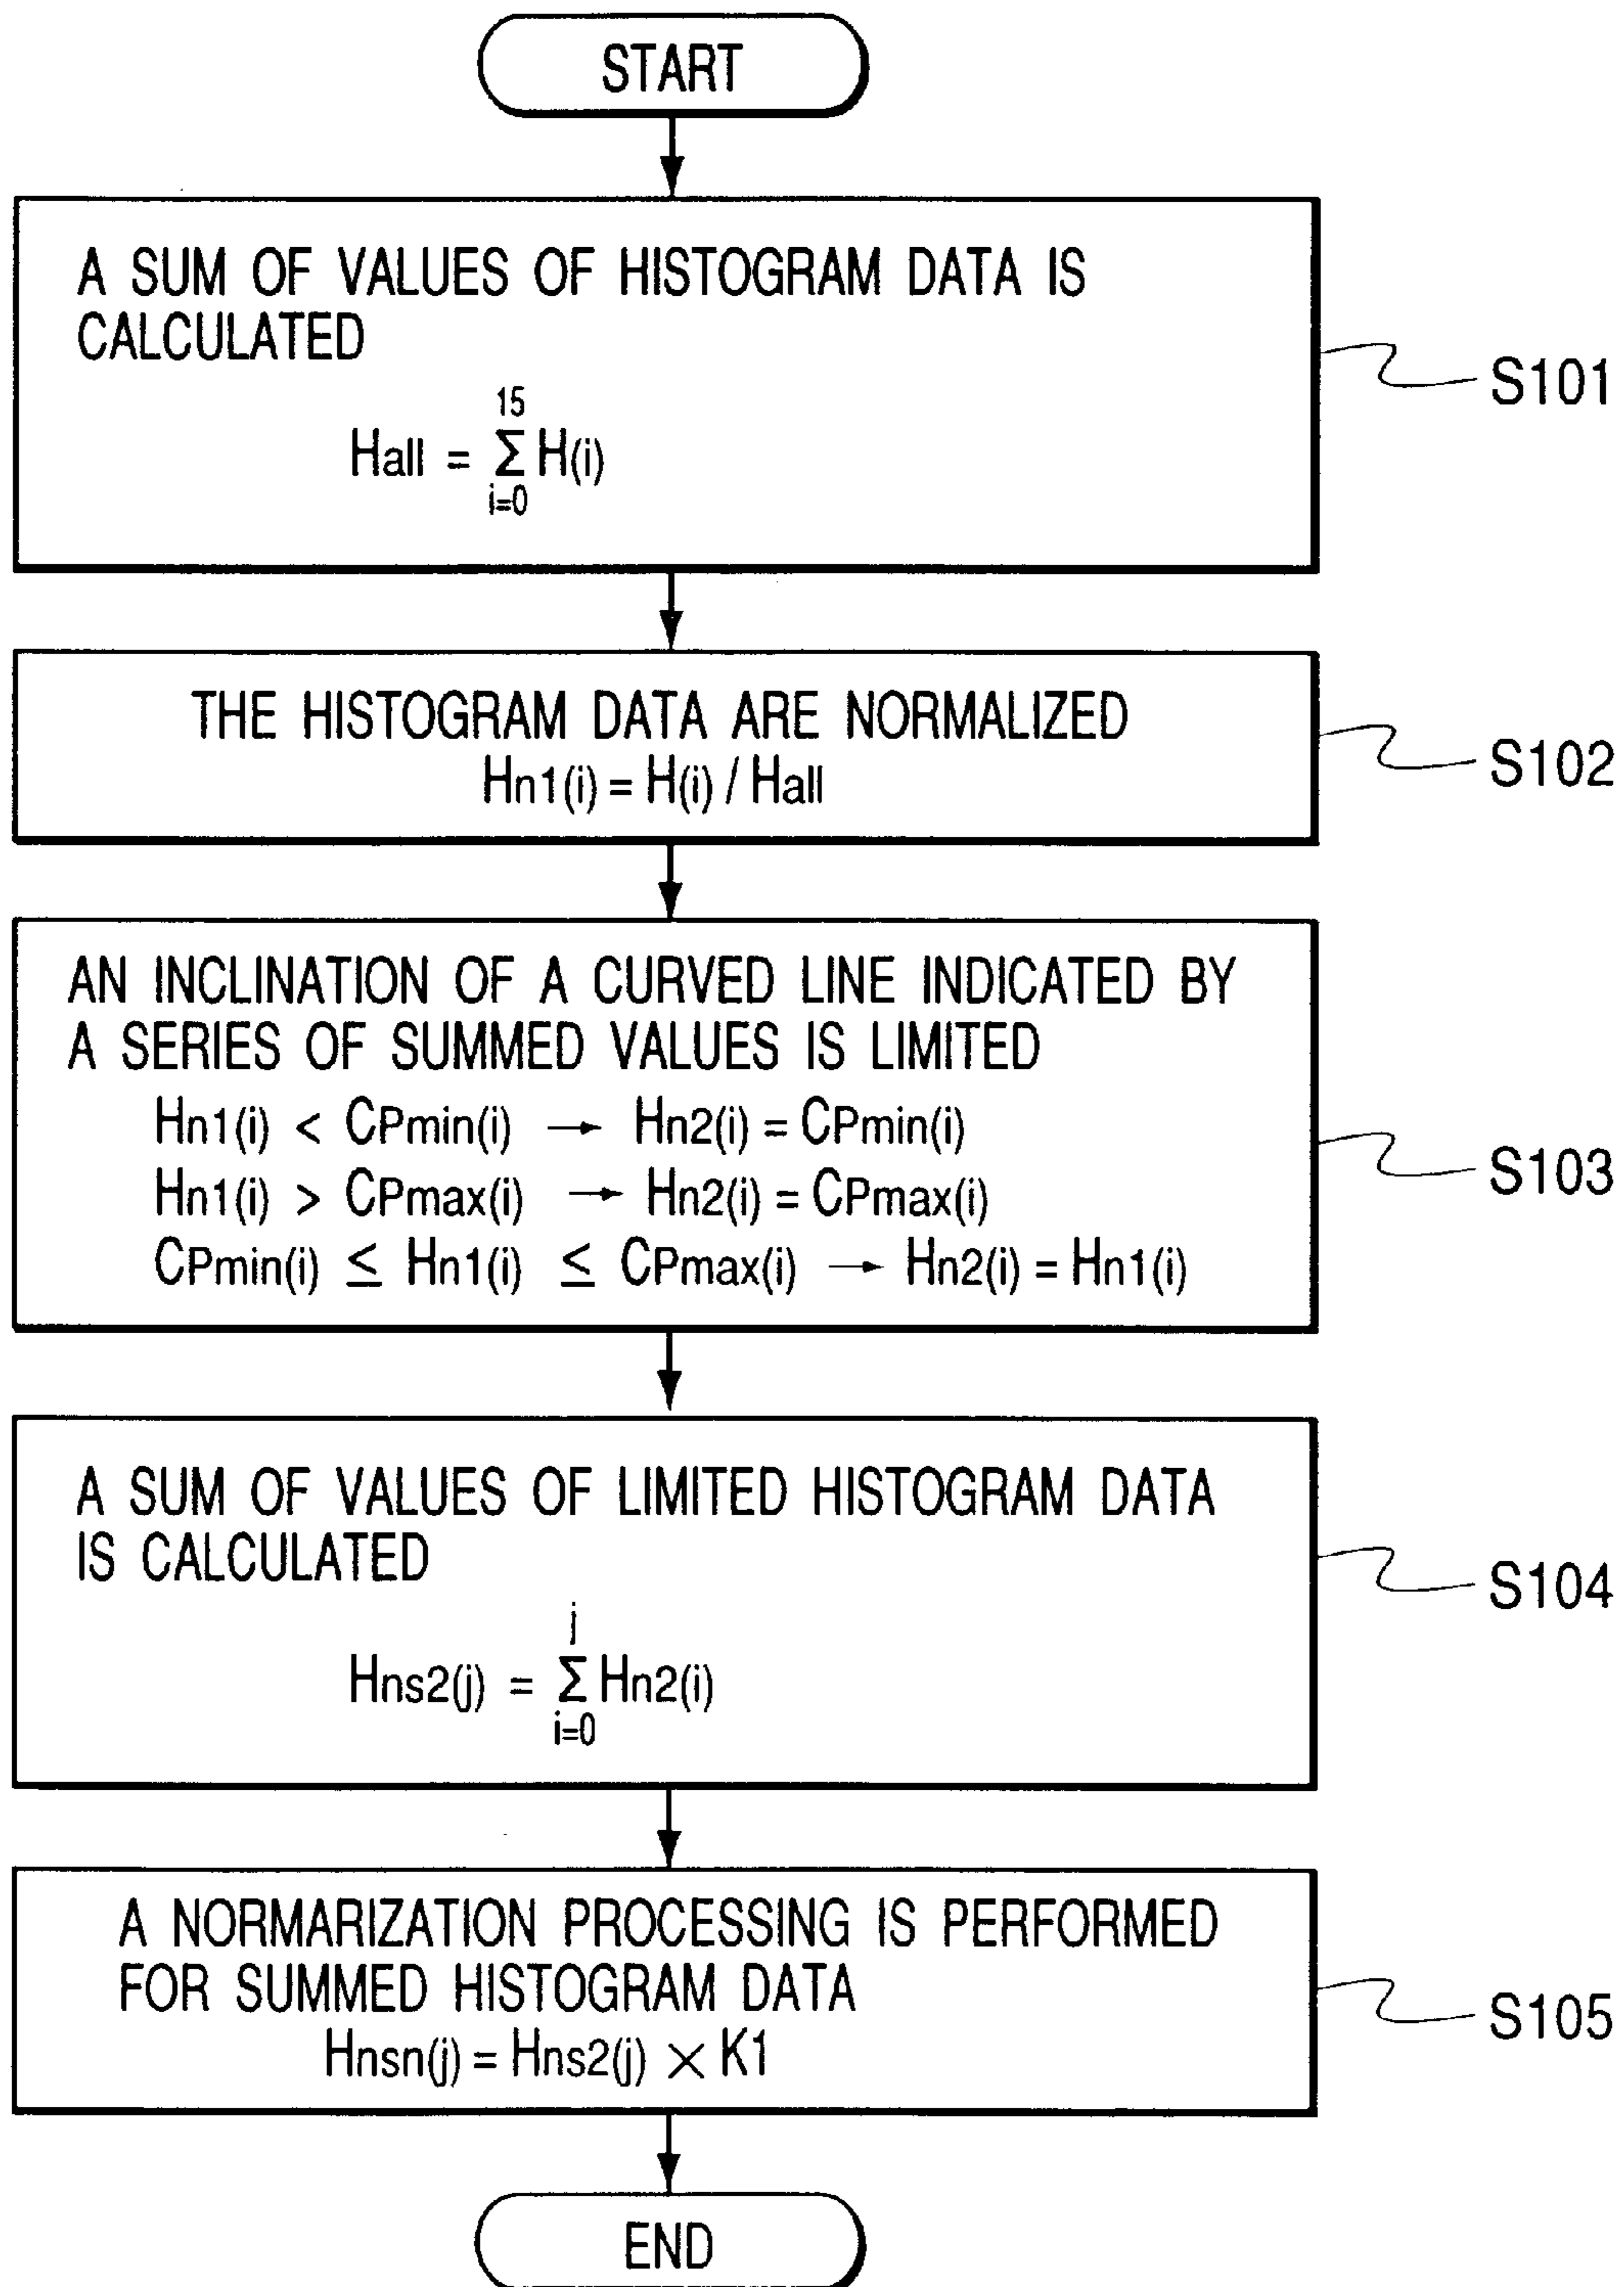 START
A SUM OF VALUES OF HISTOGRAM DATA IS
CALCULATED
15
Hall = Σ H(i)
i=0
S101
THE HISTOGRAM DATA ARE NORMALIZED
Hn1(i) = H(i) / Hall
S102
AN INCLINATION OF A CURVED LINE INDICATED BY
A SERIES OF SUMMED VALUES IS LIMITED
Hn1(i) < CPmin(i) → Hn2(i) = CPmin(i)
Hn1(i) > CPmax(i) → Hn2(i) = CPmax(i)
CPmin(i) ≤ Hn1(i) ≤ CPmax(i) → Hn2(i) = Hn1(i)
S103
A SUM OF VALUES OF LIMITED HISTOGRAM DATA
IS CALCULATED
j
Hns2(j) = Σ Hn2(i)
i=0
S104
A NORMARIZATION PROCESSING IS PERFORMED
FOR SUMMED HISTOGRAM DATA
Hnsn(j) = Hns2(j) × K1
S105
END